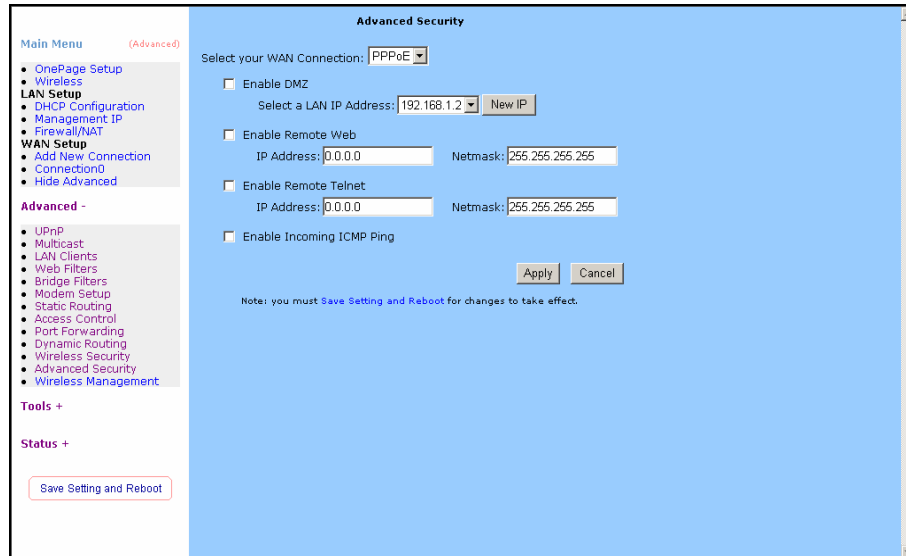 Advanced Security
Main Menu (Advanced)
OnePage Setup
Wireless
LAN Setup
DHCP Configuration
Management IP
Firewall/NAT
WAN Setup
Add New Connection
Connection0
Hide Advanced
Advanced -
UPnP
Multicast
LAN Clients
Web Filters
Bridge Filters
Modem Setup
Static Routing
Access Control
Port Forwarding
Dynamic Routing
Wireless Security
Advanced Security
Wireless Management
Tools +
Status +
Save Setting and Reboot
Select your WAN Connection: PPPoE
Enable DMZ
Select a LAN IP Address: 192.168.1.2 New IP
Enable Remote Web
IP Address: 0.0.0.0 Netmask: 255.255.255.255
Enable Remote Telnet
IP Address: 0.0.0.0 Netmask: 255.255.255.255
Enable Incoming ICMP Ping
Apply Cancel
Note: you must Save Setting and Reboot for changes to take effect.